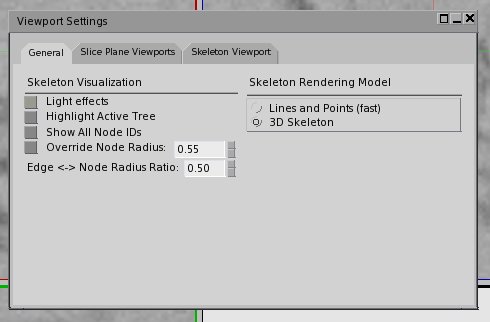 Viewport Settings
General
Slice Plane Viewports
Skeleton Viewport
Skeleton Visualization
Light effects
Highlight Active Tree
Show All Node IDs
Override Node Radius: 0.55
Edge <-> Node Radius Ratio: 0.50
Skeleton Rendering Model
Lines and Points (fast)
3D Skeleton